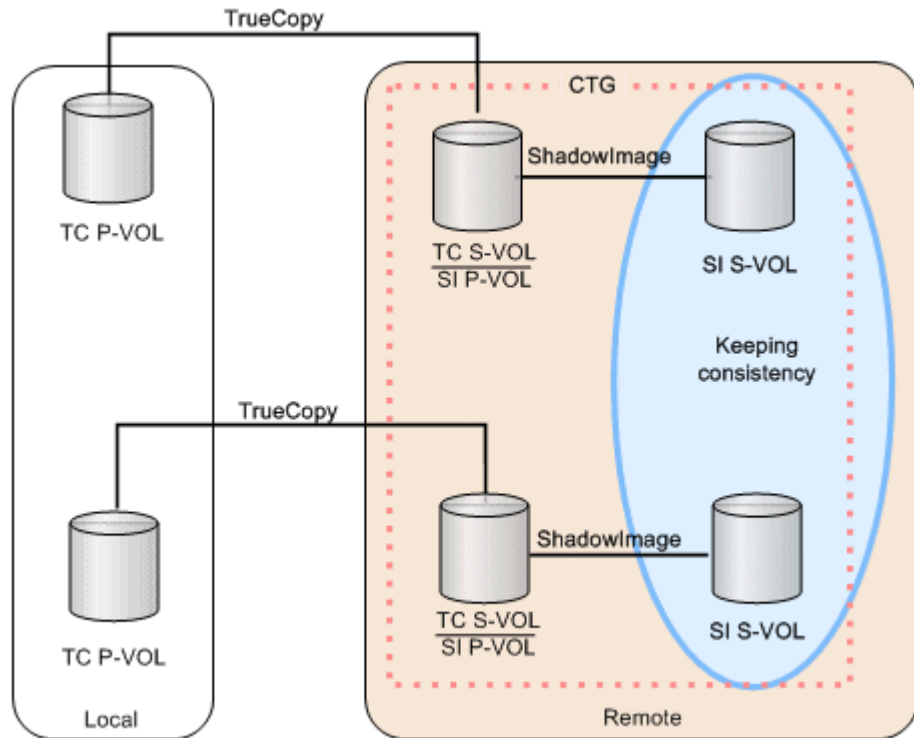 TrueCopy
CTG
ShadowImage
TC P-VOL
TC S-VOL
SI P-VOL
SI S-VOL
Keeping
consistency
TrueCopy
ShadowImage
TC P-VOL
TC S-VOL
SI P-VOL
SI S-VOL
Local
Remote